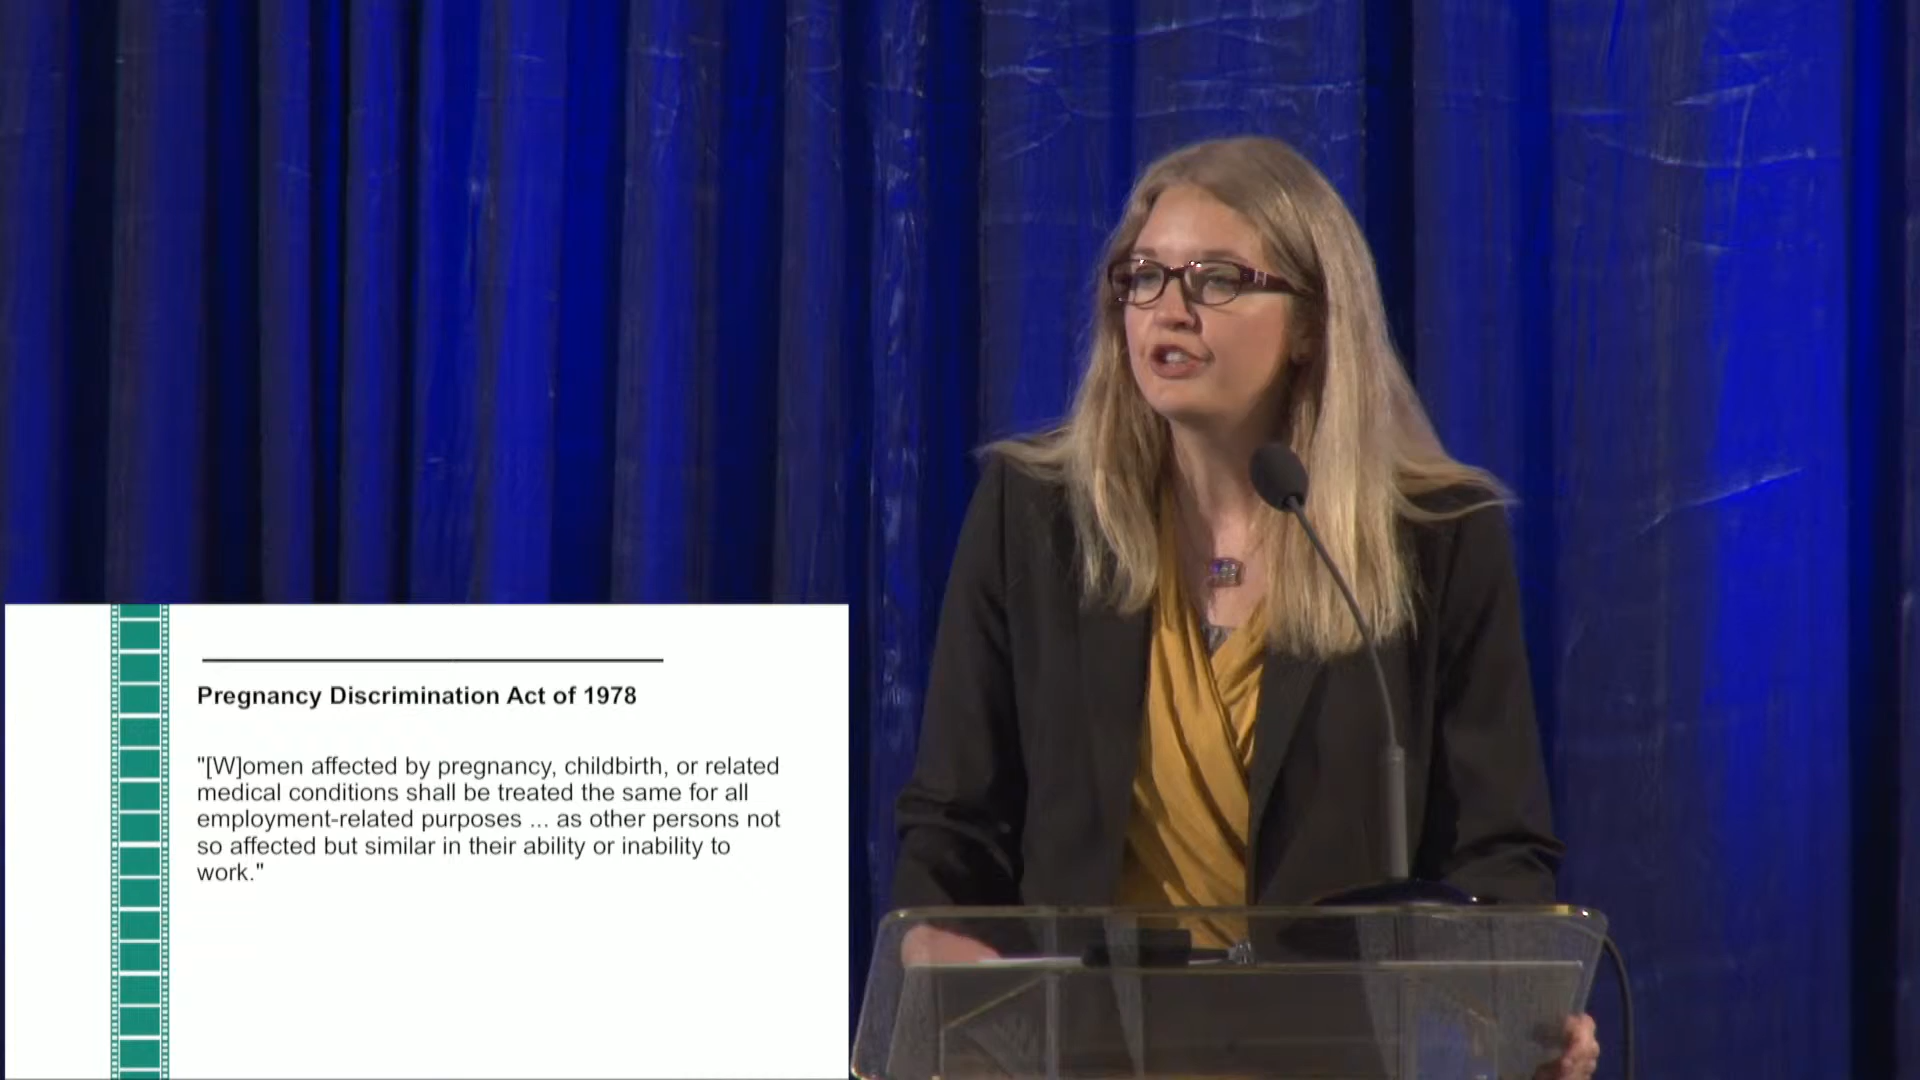 Pregnancy Discrimination Act of 1978
"[W]omen affected by pregnancy, childbirth, or related
medical conditions shall be treated the same for all
employment-related purposes ... as other persons not
so affected but similar in their ability or inability to
work."